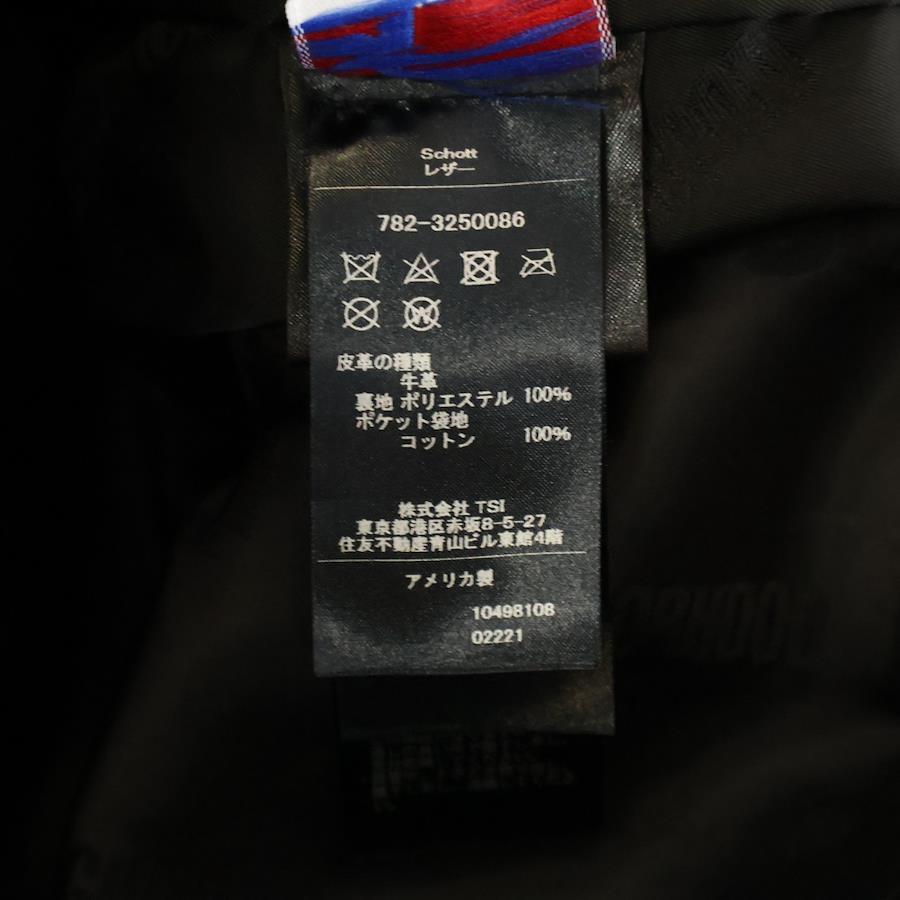 Schott
レザー
782-3250086
皮革の種類
牛革
裏地 ポリエステル 100%
ポケット袋地
コットン 100%
株式会社 TSI
東京都港区赤坂8-5-27
住友不動産青山ビル東館4階
アメリカ製
10498108
02221